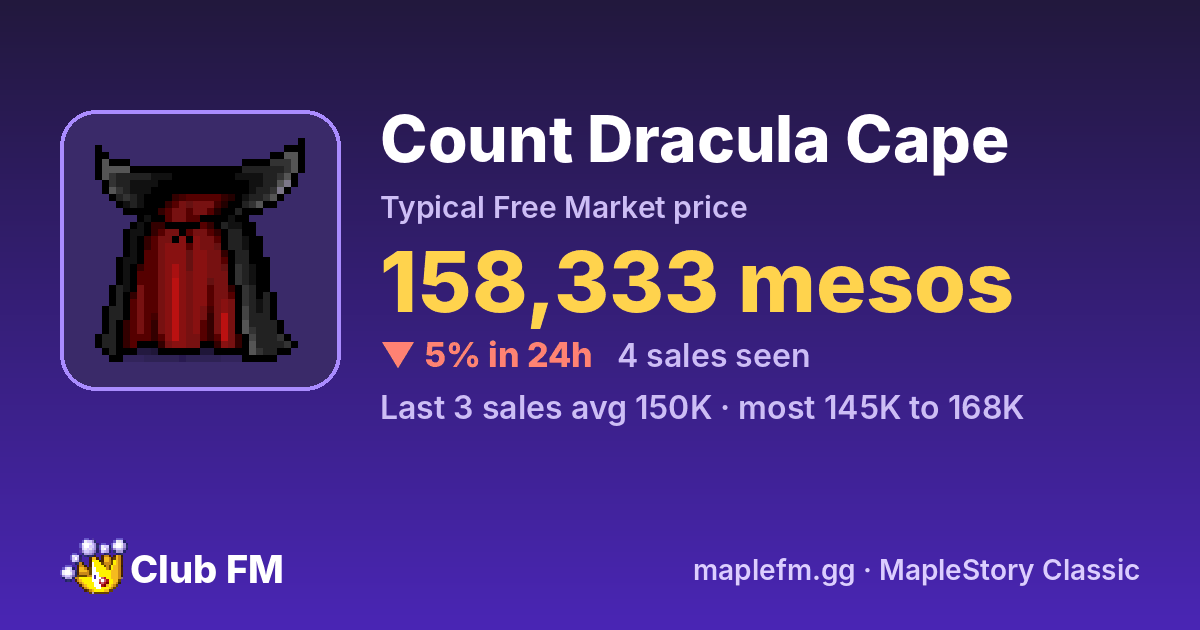 Count Dracula Cape
Typical Free Market price
158,333 mesos
▼ 5% in 24h 4 sales seen
Last 3 sales avg 150K · most 145K to 168K
Club FM
maplefm.gg · MapleStory Classic